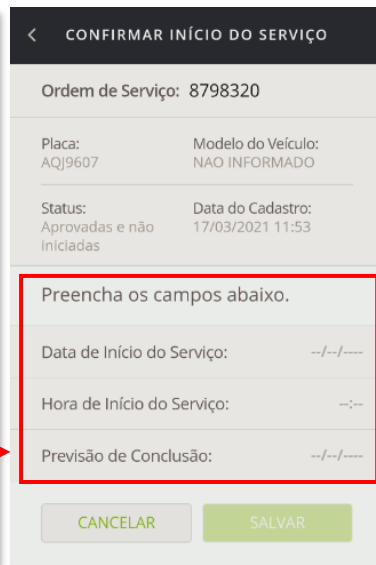 < CONFIRMAR INÍCIO DO SERVIÇO
Ordem de Serviço: 8798320
Placa: Modelo do Veículo:
AQJ9607 NAO INFORMADO
Status: Data do Cadastro:
Aprovadas e não 17/03/2021 11:53
iniciadas
Preencha os campos abaixo.
Data de Início do Serviço: --/--/----
Hora de Início do Serviço: --:--
Previsão de Conclusão: --/--/----
CANCELAR SALVAR